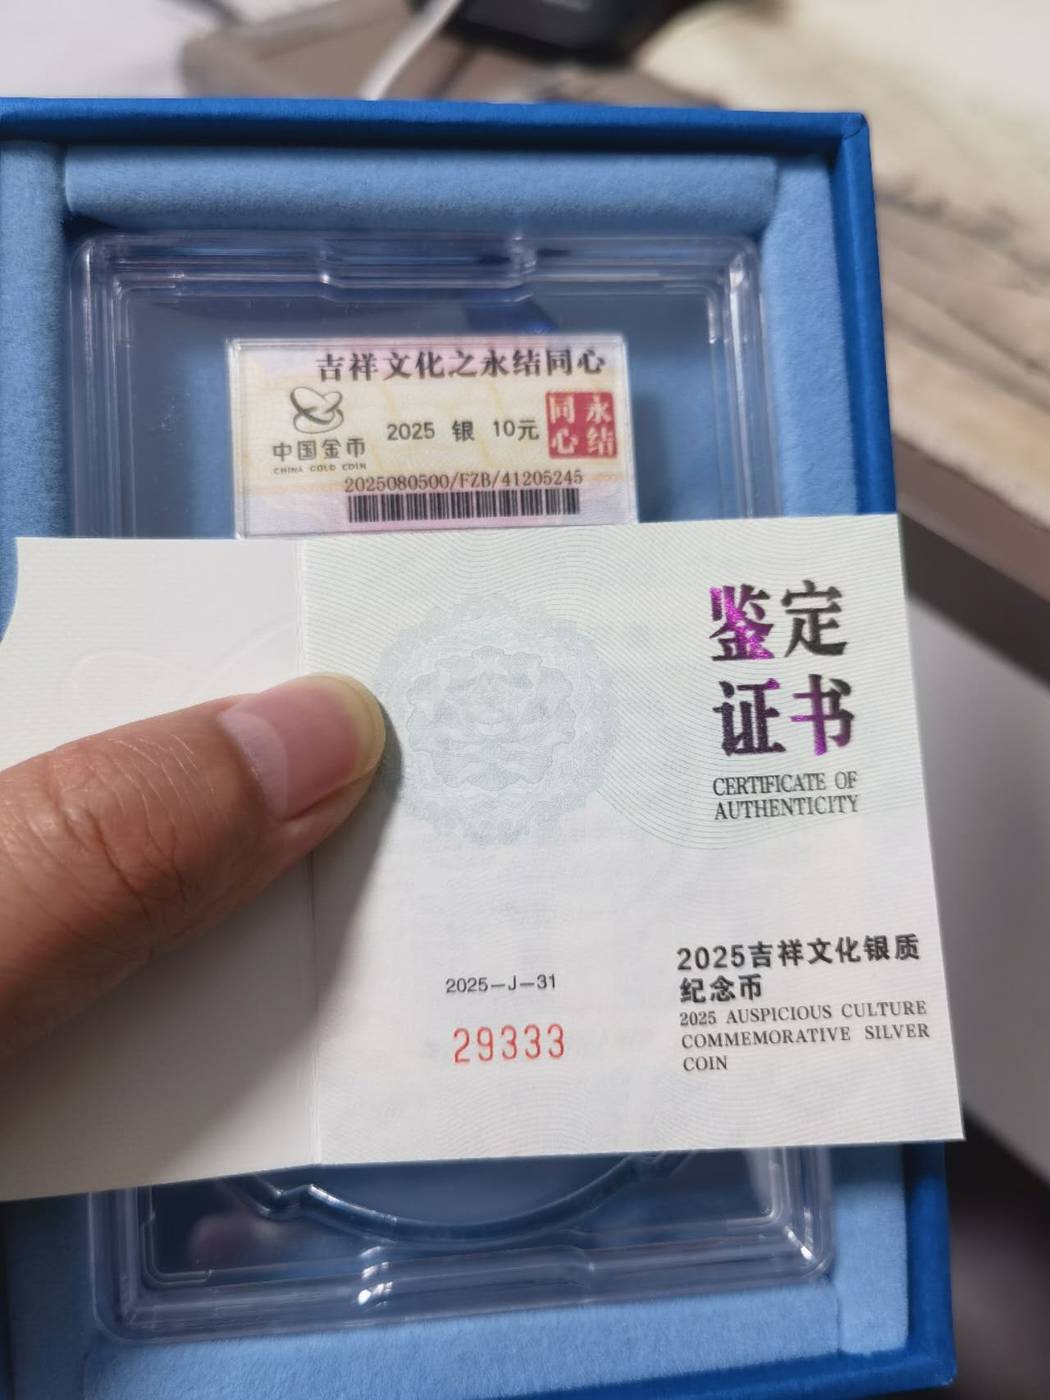 吉祥文化之永结同心
中国金币
CHINA GOLD COIN
2025 银 10元
永结
同心
2025080500/FZB/41205245
鉴定
证书
CERTIFICATE OF
AUTHENTICITY
2025—J—31
29333
2025吉祥文化银质
纪念币
2025 AUSPICIOUS CULTURE
COMMEMORATIVE SILVER
COIN